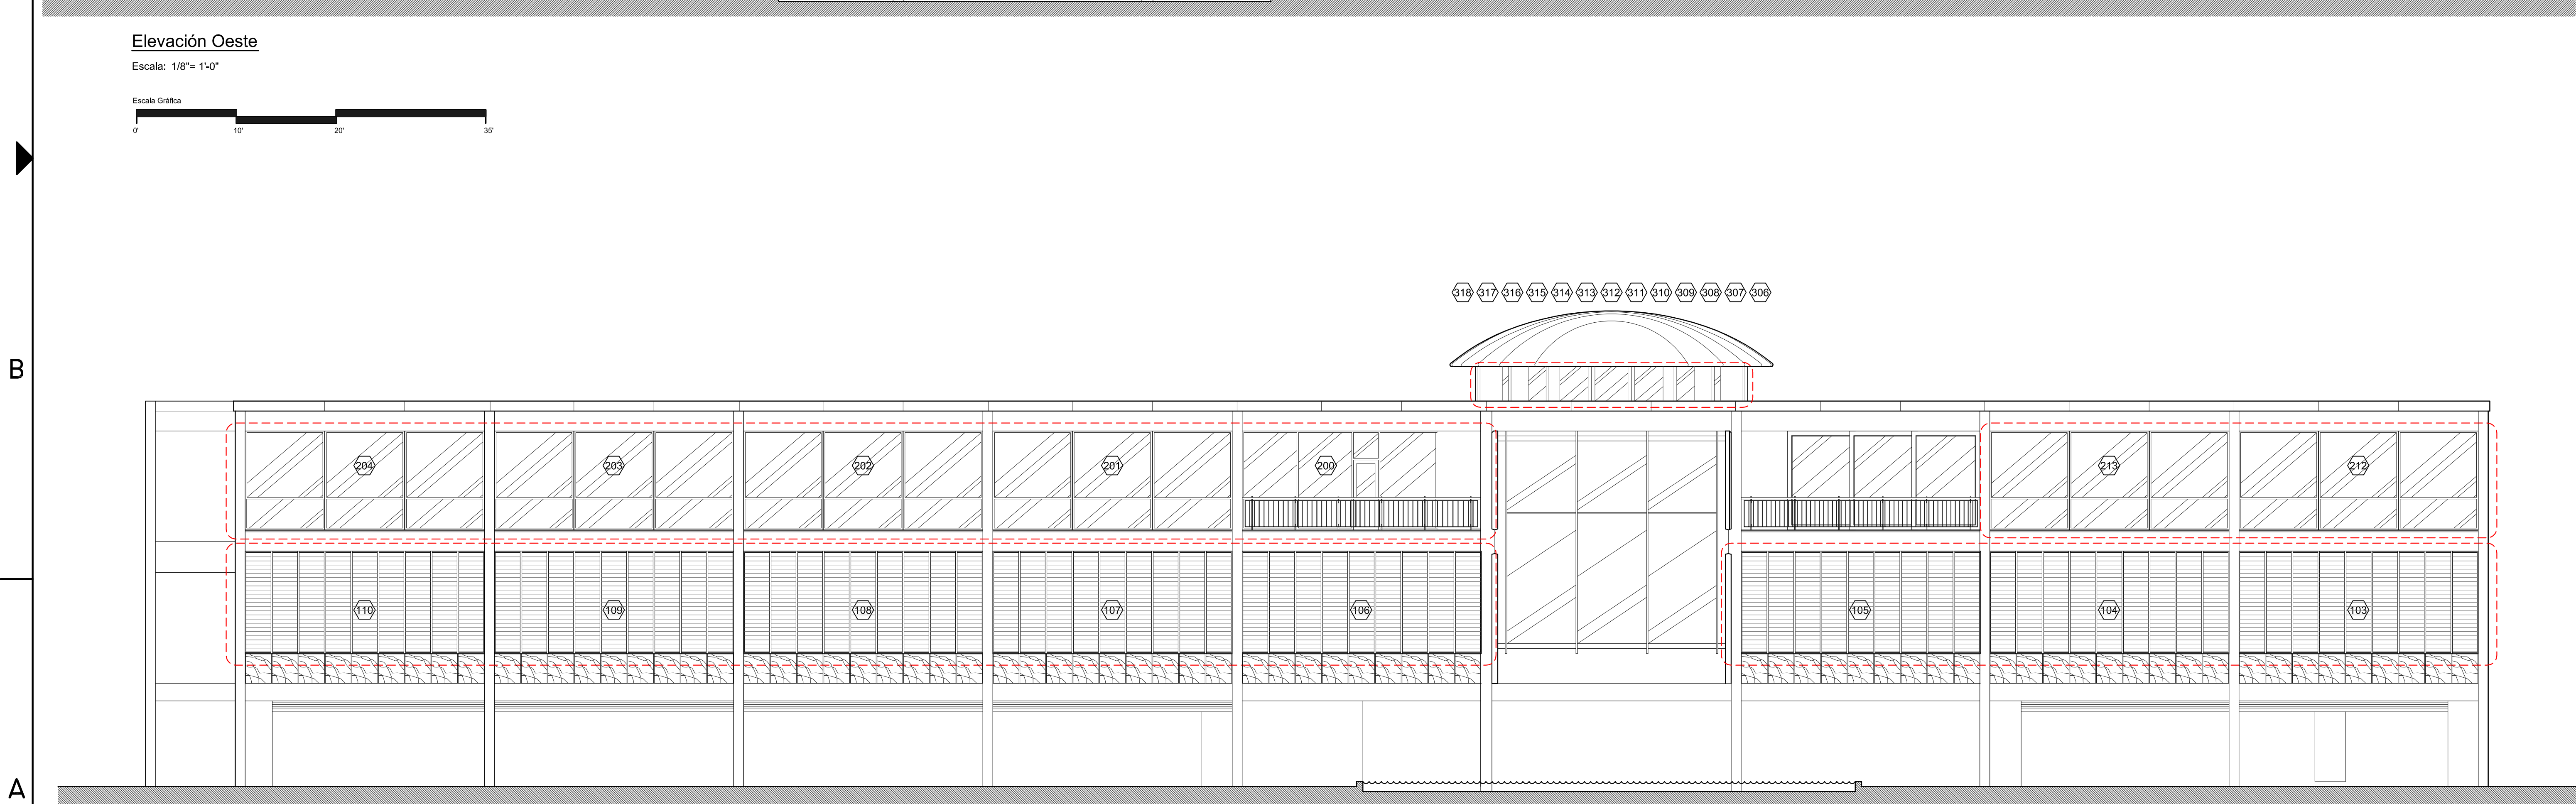 Elevación Oeste
Escala: 1/8"= 1'-0"
Escala Gráfica
0' 10' 20' 35'
318 317 316 315 314 313 312 311 310 309 308 307 306
B
204 203 202 201 200 213 212
110 109 108 107 106 105 104 103
A